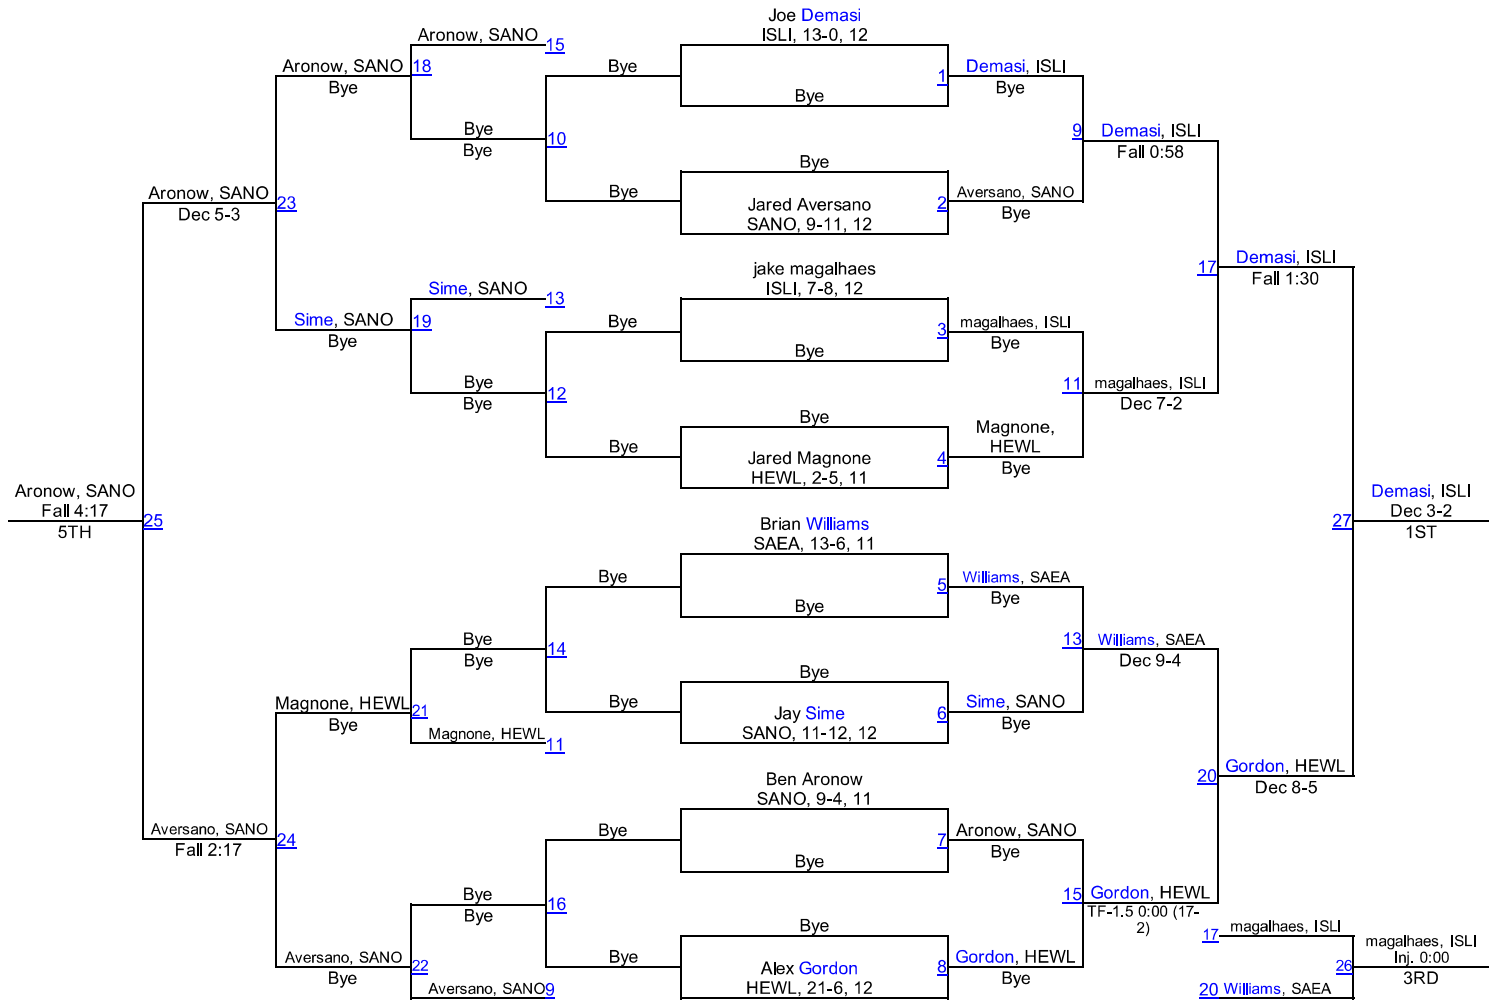 Joe Demasi
ISLI, 13-0, 12
Aronow, SANO
15
Aronow, SANO
18
Bye
Bye
1
Demasi, ISLI
Bye
Bye
Bye
Bye
10
9
Demasi, ISLI
Fall 0:58
Bye
Aronow, SANO
23
Dec 5-3
Bye
Jared Aversano
SANO, 9-11, 12
2
Aversano, SANO
Bye
jake magalhaes
ISLI, 7-8, 12
17
Demasi, ISLI
Fall 1:30
Sime, SANO
13
Sime, SANO
19
Bye
Bye
3
magalhaes, ISLI
Bye
Bye
Bye
Bye
12
11
magalhaes, ISLI
Dec 7-2
Bye
Bye
Jared Magnone
HEWL, 2-5, 11
4
Magnone,
HEWL
Bye
Aronow, SANO
Fall 4:17
25
5TH
27
Demasi, ISLI
Dec 3-2
1ST
Brian Williams
SAEA, 13-6, 11
Bye
Bye
5
Williams, SAEA
Bye
Bye
Bye
14
13
Williams, SAEA
Dec 9-4
Bye
Magnone, HEWL
21
Bye
Magnone, HEWL
11
Bye
Jay Sime
SANO, 11-12, 12
6
Sime, SANO
Bye
Ben Aronow
SANO, 9-4, 11
20
Gordon, HEWL
Dec 8-5
Aversano, SANO
24
Fall 2:17
Bye
Bye
7
Aronow, SANO
Bye
Bye
Bye
16
15
Gordon, HEWL
TF-1.5 0:00 (17-
2)
Bye
Aversano, SANO
22
Bye
Aversano, SANO
9
Bye
Alex Gordon
HEWL, 21-6, 12
8
Gordon, HEWL
Bye
17
magalhaes, ISLI
26
magalhaes, ISLI
Inj. 0:00
3RD
20
Williams, SAEA